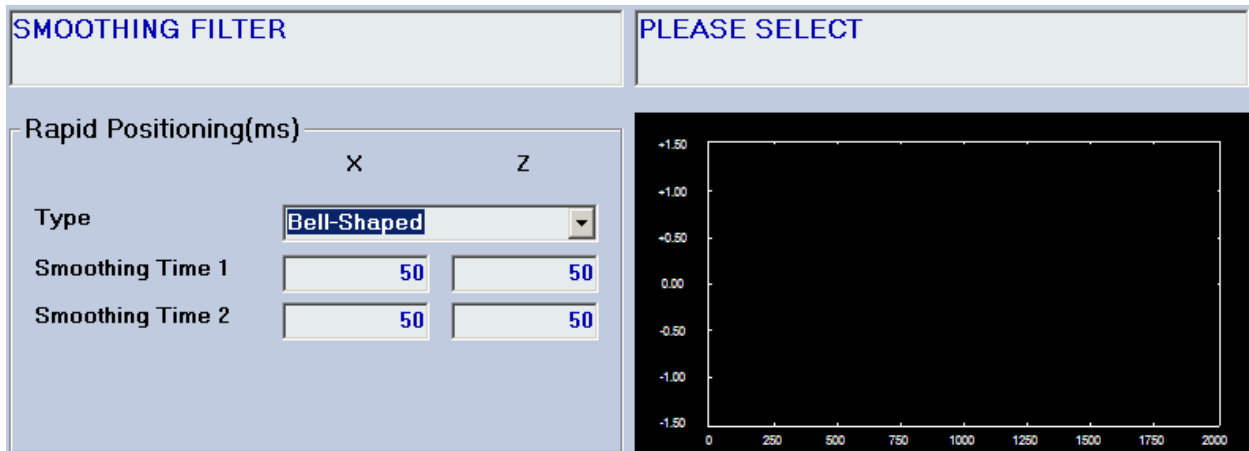 SMOOTHING FILTER
PLEASE SELECT
Rapid Positioning(ms)
X Z
Type Bell-Shaped
Smoothing Time 1 50 50
Smoothing Time 2 50 50
+1.50
+1.00
+0.50
0.00
-0.50
-1.00
-1.50
0 250 500 750 1000 1250 1500 1750 2000